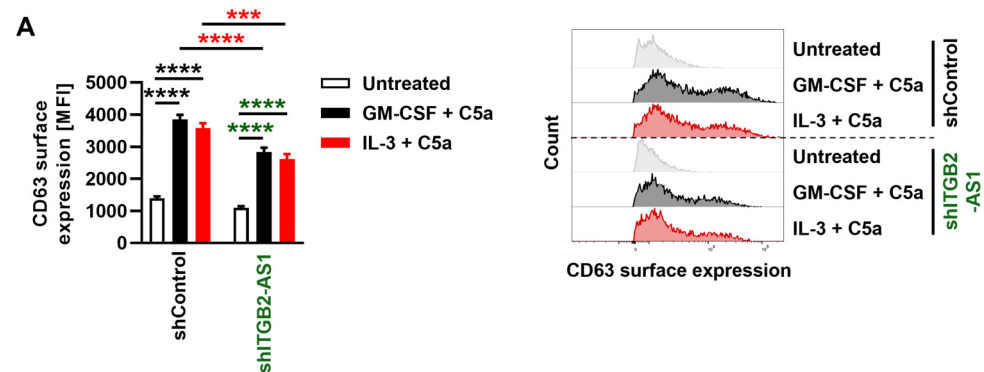 A
***
****
****
****
****
****
5000
4000
3000
2000
1000
0
CD63 surface
expression [MFI]
shControl
shITGB2-AS1
Untreated
GM-CSF + C5a
IL-3 + C5a
Count
Untreated
GM-CSF + C5a
IL-3 + C5a
Untreated
GM-CSF + C5a
IL-3 + C5a
shControl
shITGB2
-AS1
0
CD63 surface expression